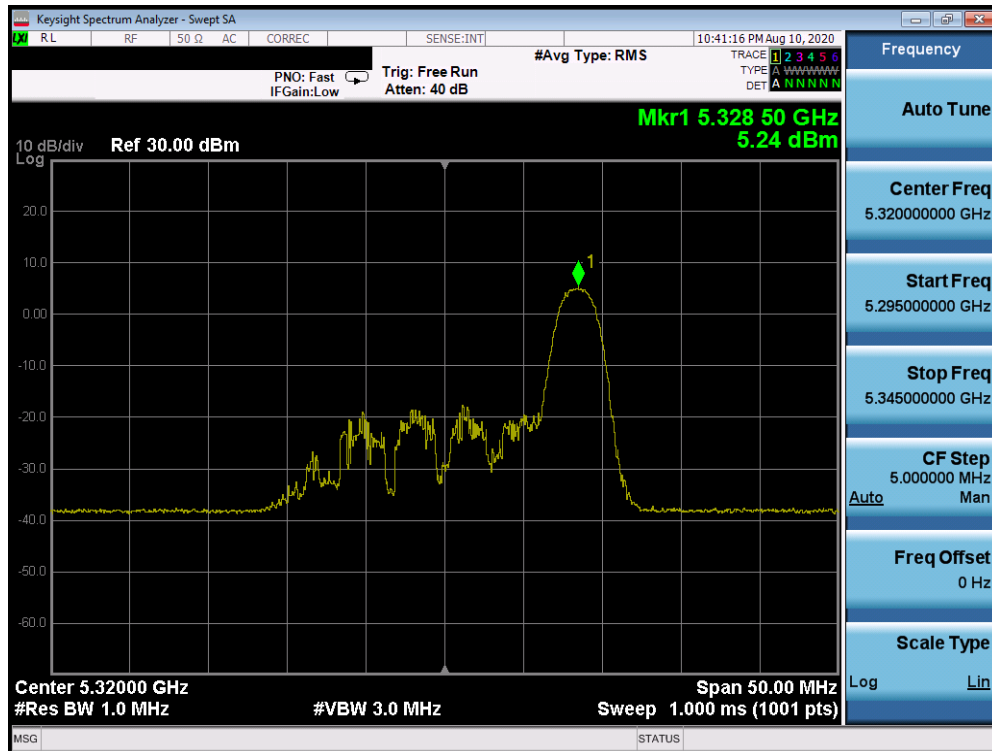 Keysight Spectrum Analyzer - Swept SA
LXI RL RF 50 Ω AC CORREC SENSE:INT 10:41:16 PM Aug 10, 2020
#Avg Type: RMS TRACE 1 2 3 4 5 6
PNO: Fast Trig: Free Run TYPE A WWWWW
IFGain:Low Atten: 40 dB DET A N N N N N
Mkr1 5.328 50 GHz
5.24 dBm
10 dB/div Ref 30.00 dBm
Log
20.0
10.0
1
0.00
-10.0
-20.0
-30.0
-40.0
-50.0
-60.0
Center 5.32000 GHz Span 50.00 MHz
#Res BW 1.0 MHz #VBW 3.0 MHz Sweep 1.000 ms (1001 pts)
MSG STATUS
Frequency
Auto Tune
Center Freq
5.320000000 GHz
Start Freq
5.295000000 GHz
Stop Freq
5.345000000 GHz
CF Step
5.000000 MHz
Auto Man
Freq Offset
0 Hz
Scale Type
Log Lin